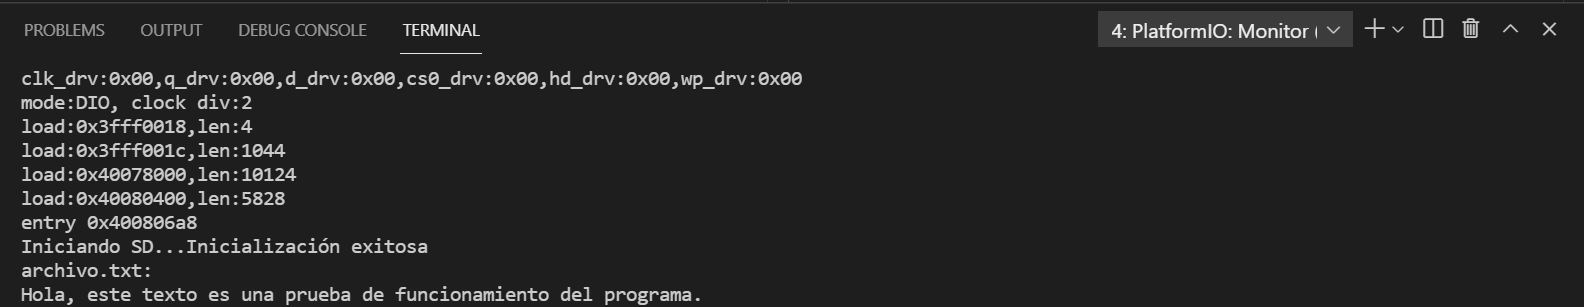 PROBLEMS OUTPUT DEBUG CONSOLE TERMINAL 4: PlatformIO: Monitor (
clk_drv:0x00,q_drv:0x00,d_drv:0x00,cs0_drv:0x00,hd_drv:0x00,wp_drv:0x00
mode:DIO, clock div:2
load:0x3fff0018,len:4
load:0x3fff001c,len:1044
load:0x40078000,len:10124
load:0x40080400,len:5828
entry 0x400806a8
Iniciando SD...Inicialización exitosa
archivo.txt:
Hola, este texto es una prueba de funcionamiento del programa.